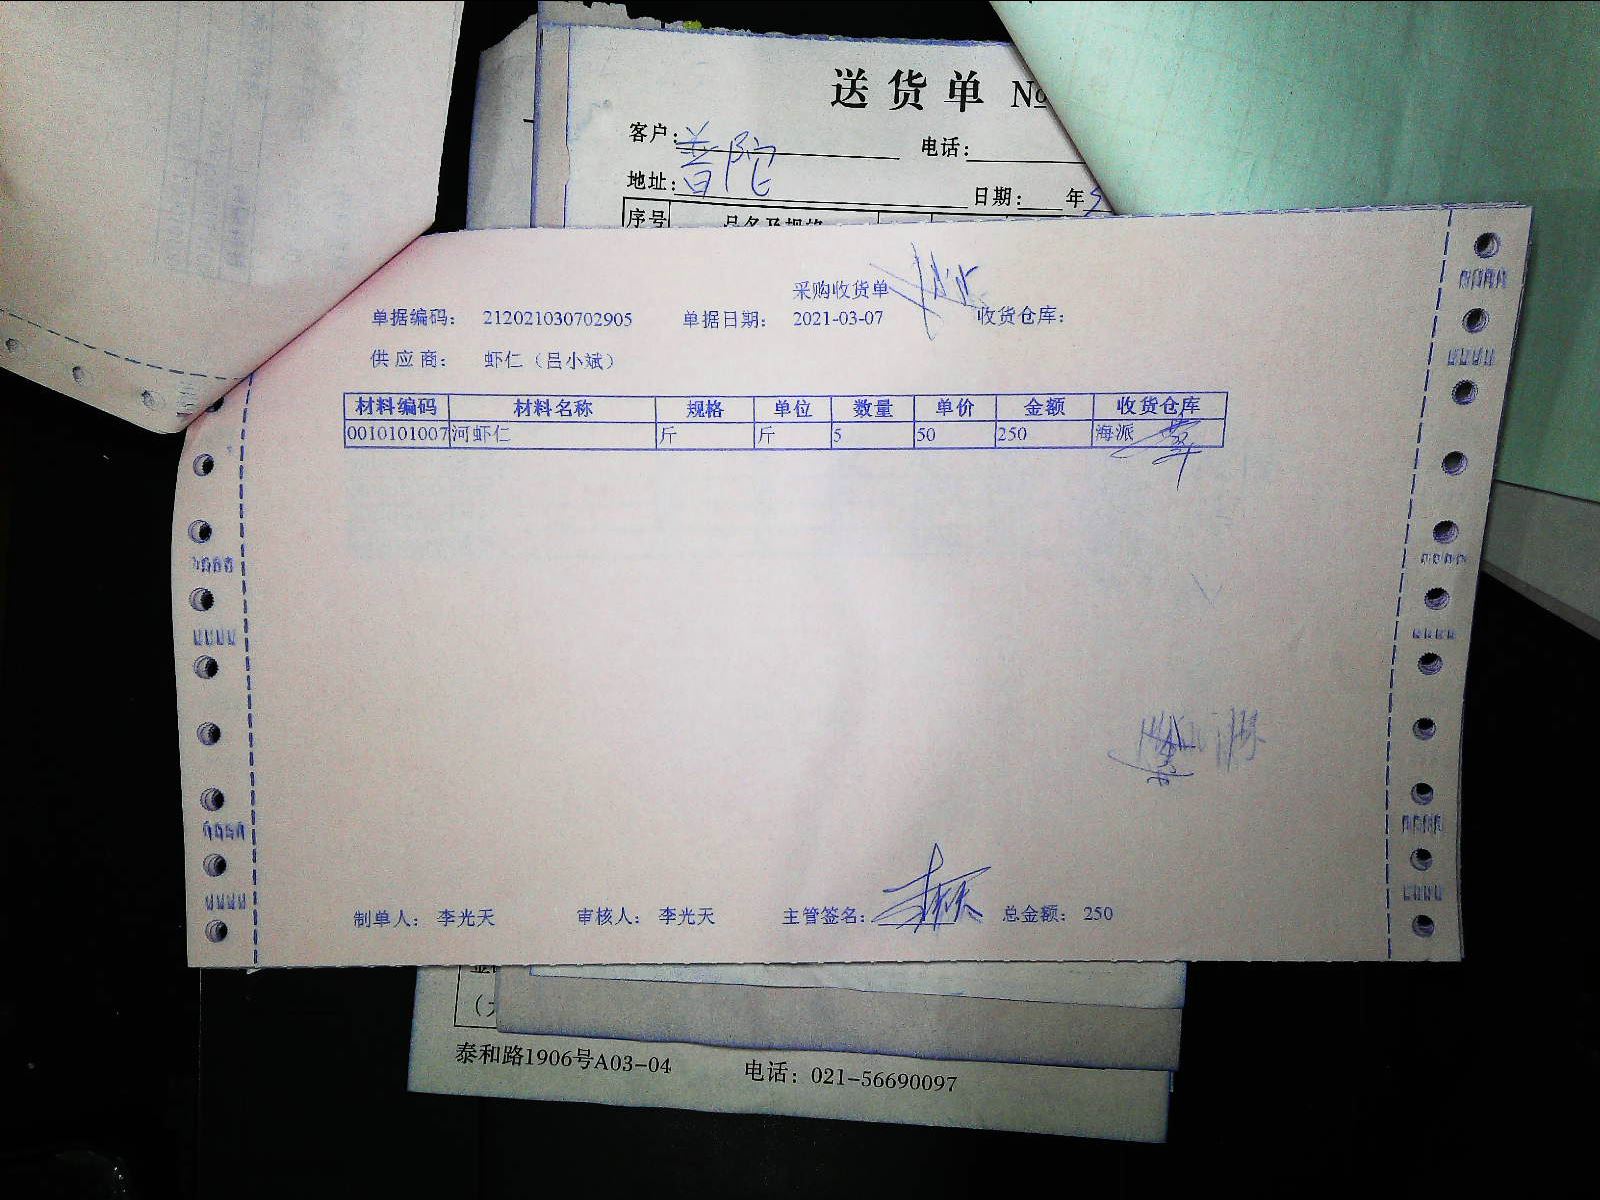 送货单 №
客户: 普陀 电话:
地址: 日期: 年
序号 品名及规格
采购收货单
单据编码: 212021030702905 单据日期: 2021-03-07 收货仓库:
供应商: 虾仁（吕小斌）
材料编码 材料名称 规格 单位 数量 单价 金额 收货仓库
0010101007 河虾仁 斤 斤 5 50 250 海派
制单人: 李光天 审核人: 李光天 主管签名: 总金额: 250
泰和路1906号A03-04 电话: 021-56690097